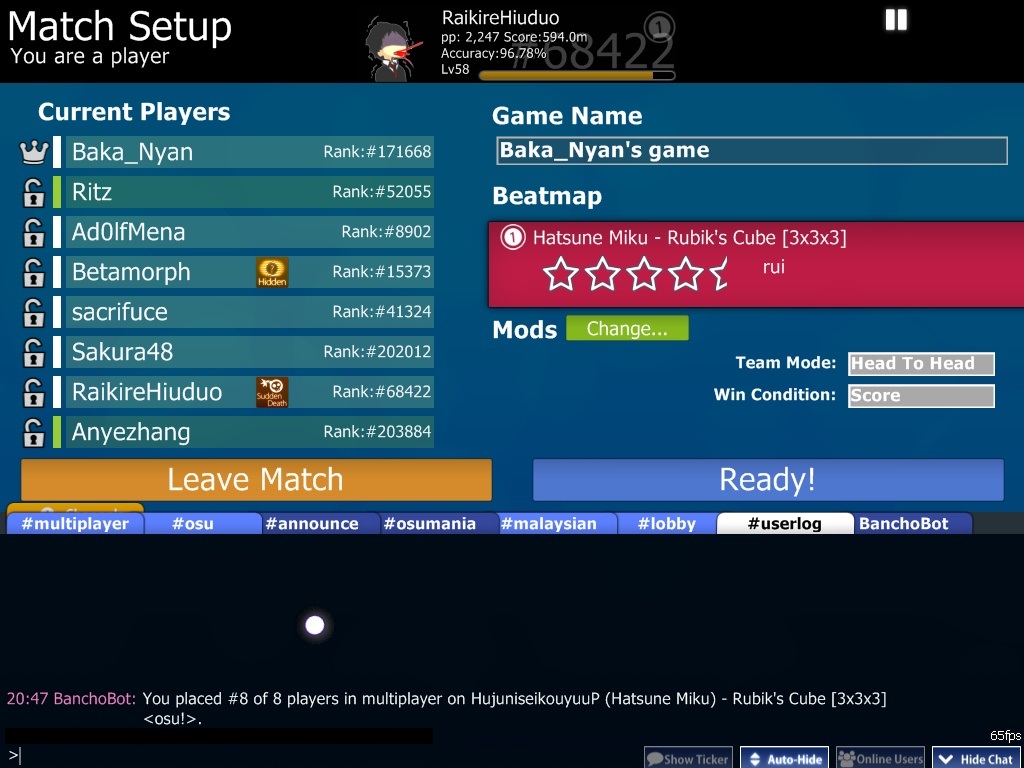 Match Setup
You are a player
RaikireHiuduo
pp: 2,247 Score:594.0m
Accuracy:96.78%
Lv58
#68422
1
Current Players
Baka_Nyan Rank:#171668
Ritz Rank:#52055
Ad0lfMena Rank:#8902
Betamorph Hidden Rank:#15373
sacrifuce Rank:#41324
Sakura48 Rank:#202012
RaikireHiuduo Sudden Death Rank:#68422
Anyezhang Rank:#203884
Game Name
Baka_Nyan's game
Beatmap
1 Hatsune Miku - Rubik's Cube [3x3x3]
rui
Mods Change...
Team Mode: Head To Head
Win Condition: Score
Leave Match
Ready!
#multiplayer #osu #announce #osumania #malaysian #lobby #userlog BanchoBot
20:47 BanchoBot: You placed #8 of 8 players in multiplayer on HujuniseikouyuuP (Hatsune Miku) - Rubik's Cube [3x3x3]
<osu!>.
65fps
>|
Show Ticker Auto-Hide Online Users Hide Chat